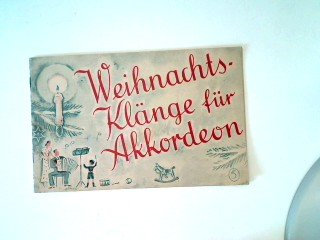 Weihnachts-
Klänge für
Akkordeon
5